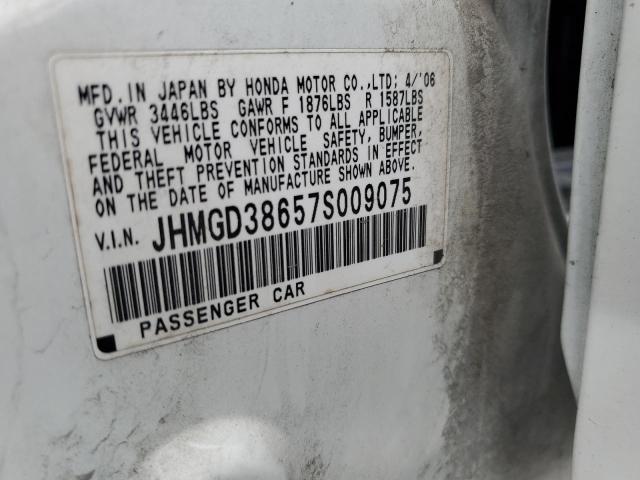 MFD. IN JAPAN BY HONDA MOTOR CO.,LTD; 4/'06
GVWR 3446LBS GAWR F 1876LBS R 1587LBS
THIS VEHICLE CONFORMS TO ALL APPLICABLE
FEDERAL MOTOR VEHICLE SAFETY, BUMPER,
AND THEFT PREVENTION STANDARDS IN EFFECT
ON THE DATE OF MANUFACTURE SHOWN ABOVE.
V.I.N. JHMGD38657S009075
PASSENGER CAR